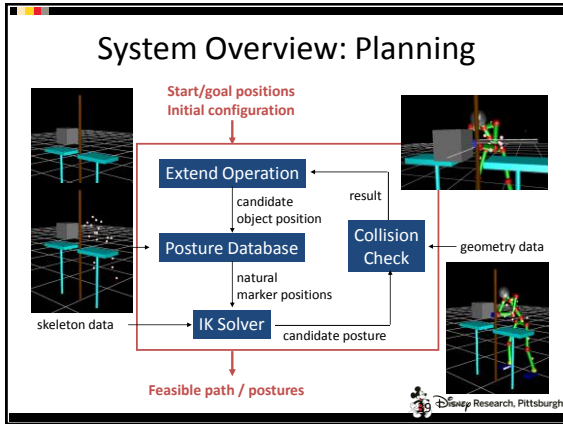 System Overview: Planning
Start/goal positions
Initial configuration
Extend Operation
result
candidate
object position
Posture Database
Collision
Check
geometry data
natural
marker positions
skeleton data
IK Solver
candidate posture
Feasible path / postures
39
Disney Research, Pittsburgh